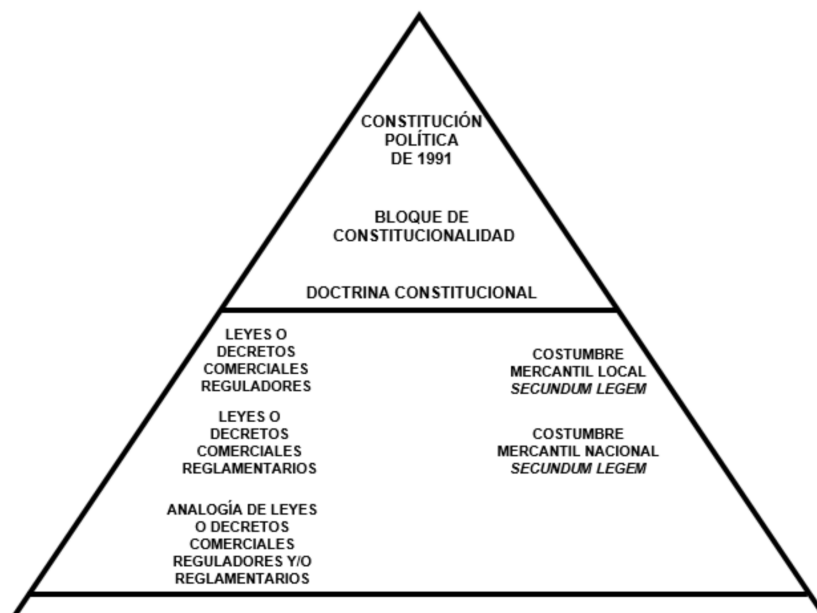 CONSTITUCIÓN
POLÍTICA
DE 1991
BLOQUE DE
CONSTITUCIONALIDAD
DOCTRINA CONSTITUCIONAL
LEYES O
DECRETOS
COMERCIALES
REGULADORES
LEYES O
DECRETOS
COMERCIALES
REGLAMENTARIOS
ANALOGÍA DE LEYES
O DECRETOS
COMERCIALES
REGULADORES Y/O
REGLAMENTARIOS
COSTUMBRE
MERCANTIL LOCAL
SECUNDUM LEGEM
COSTUMBRE
MERCANTIL NACIONAL
SECUNDUM LEGEM